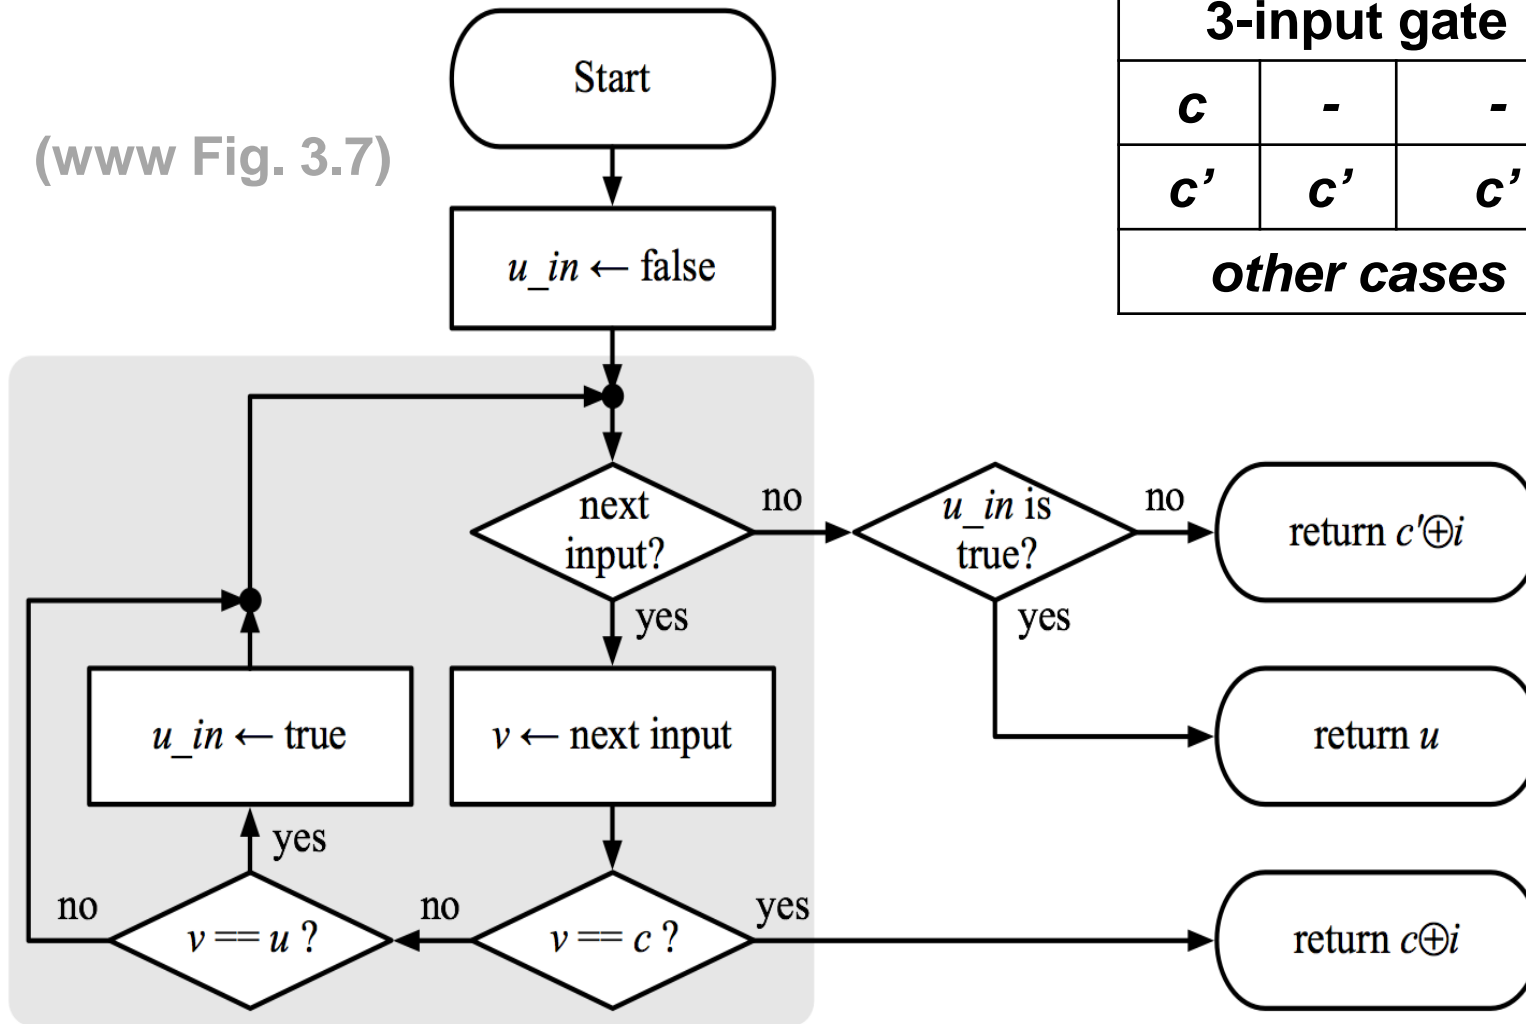 3-input gate
c - -
c’ c’ c’
other cases
(www Fig. 3.7)
Start
u_in ← false
next
input?
no
u_in is
true?
no
return c'⊕i
yes
yes
u_in ← true
v ← next input
return u
yes
no
v == u ?
no
v == c ?
yes
return c⊕i